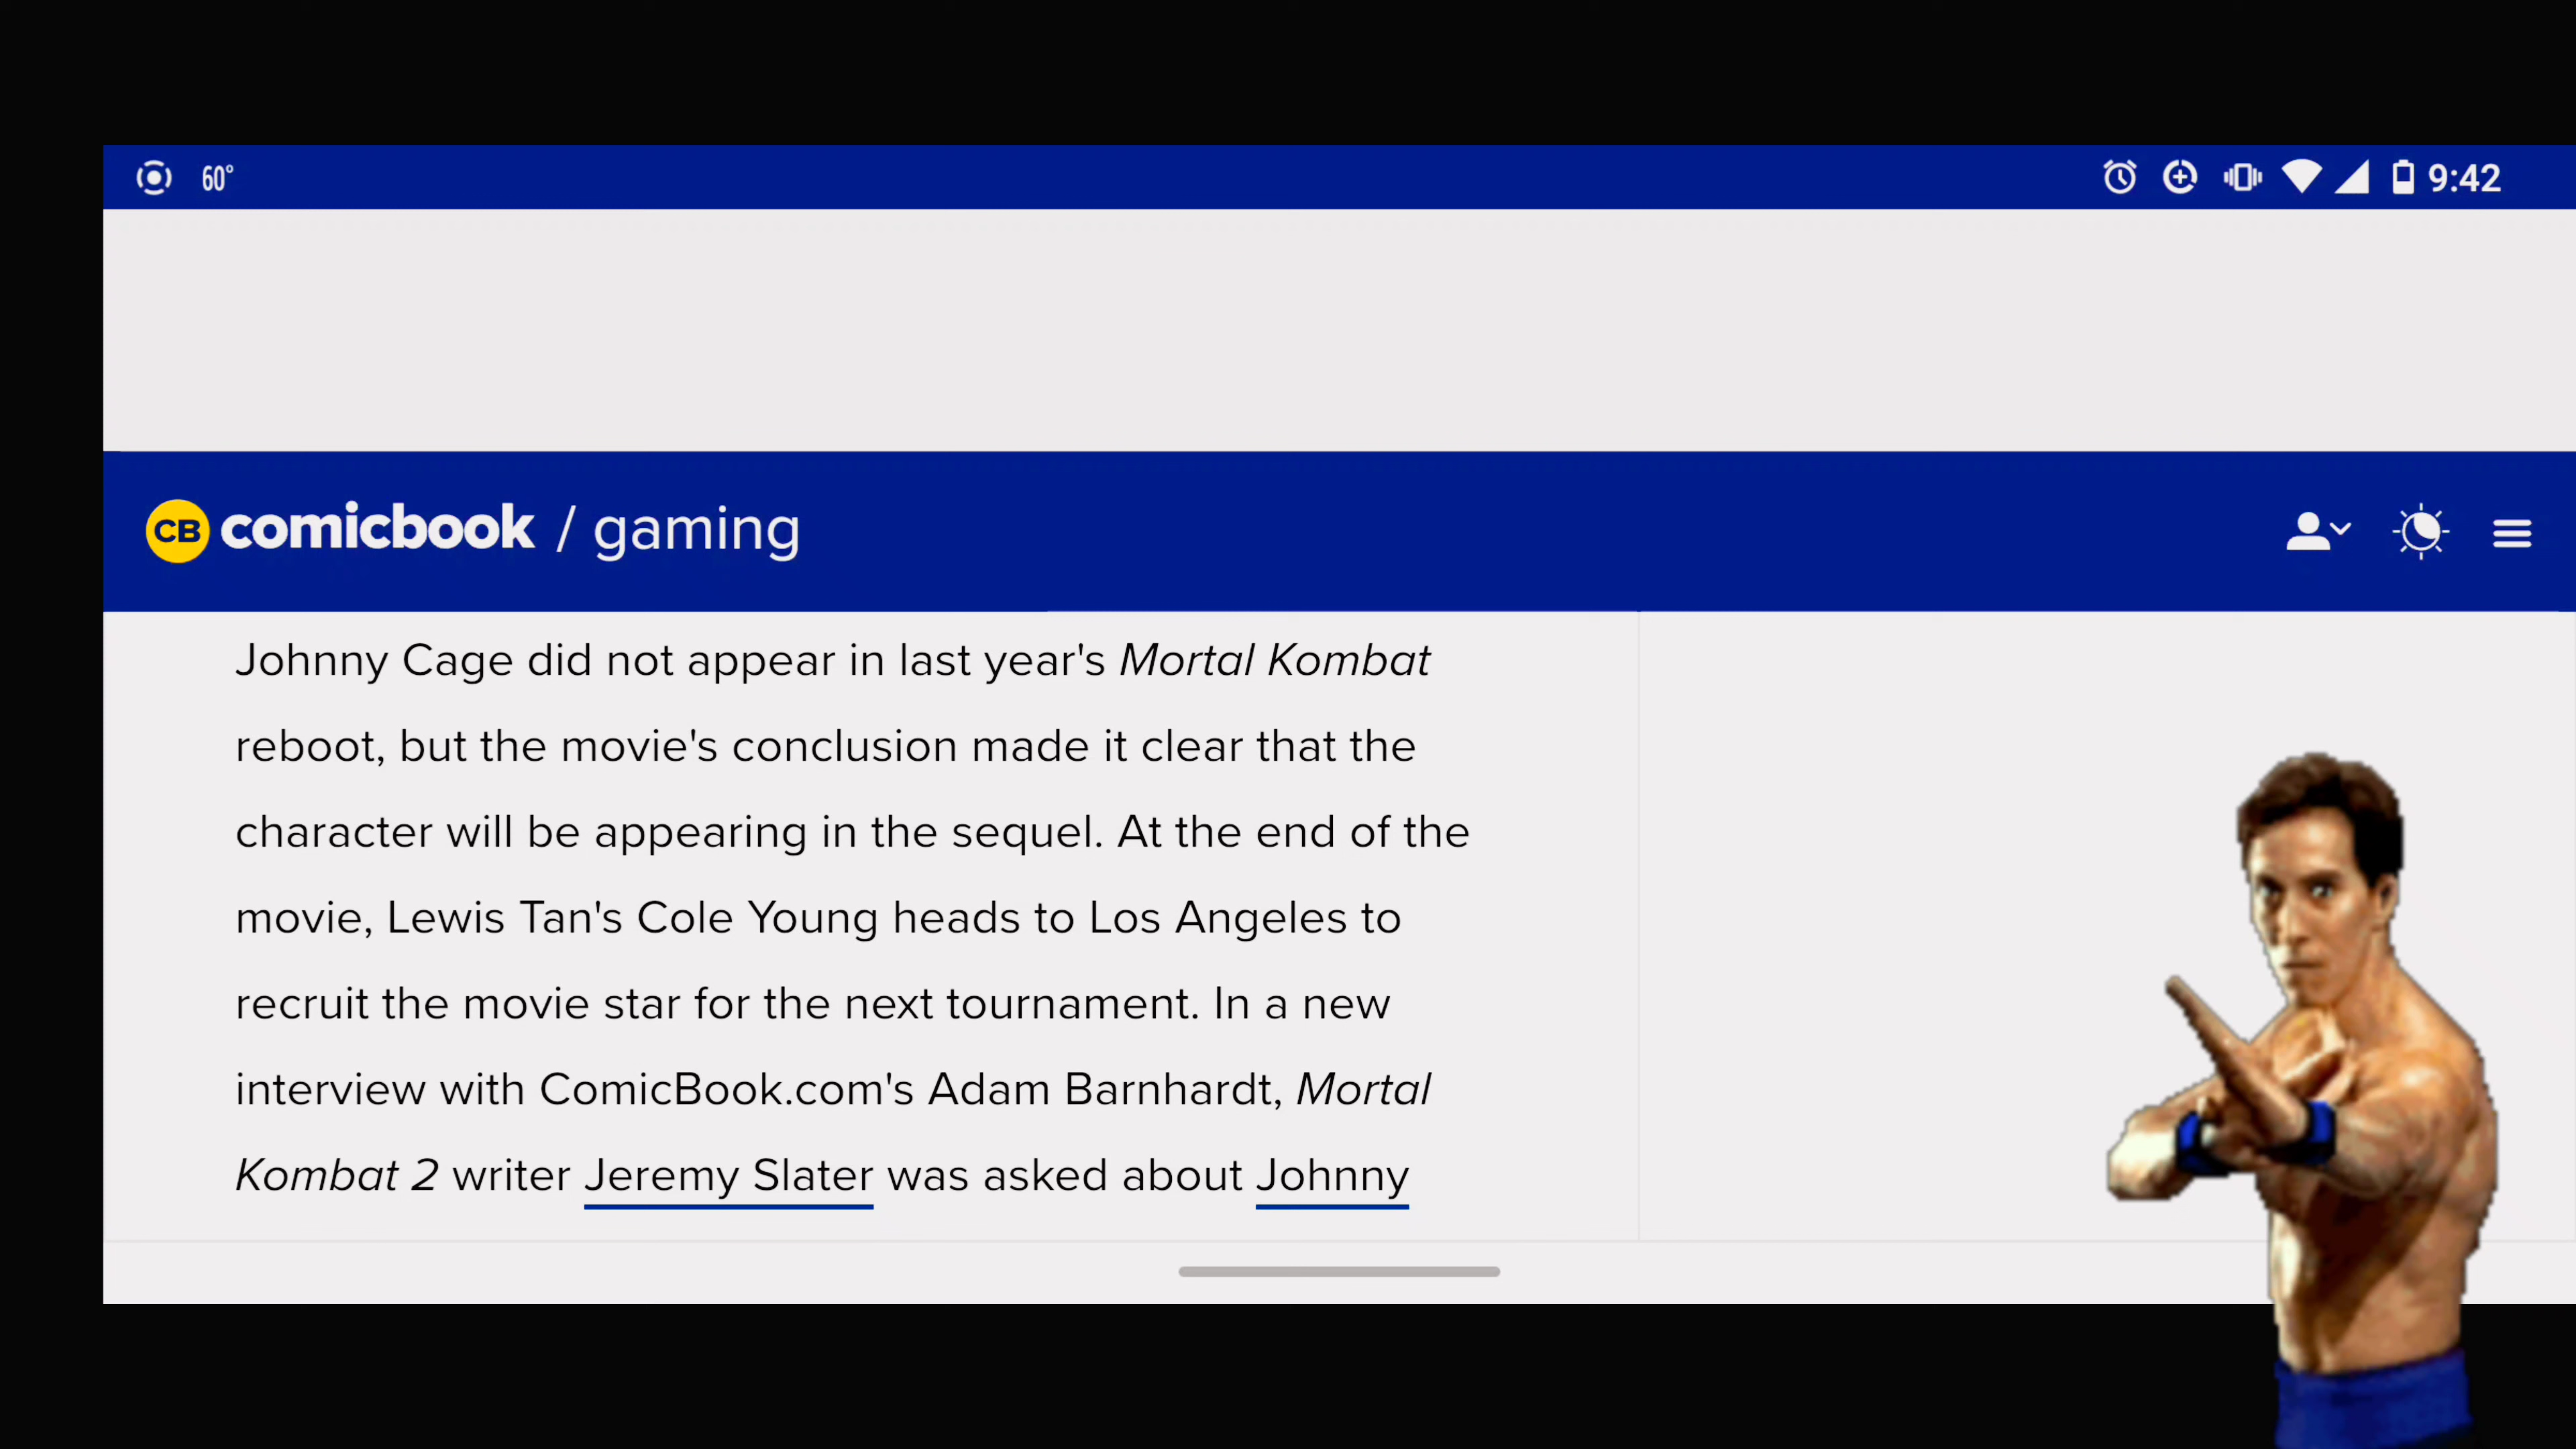 60°
9:42
CB comicbook / gaming
Johnny Cage did not appear in last year's Mortal Kombat
reboot, but the movie's conclusion made it clear that the
character will be appearing in the sequel. At the end of the
movie, Lewis Tan's Cole Young heads to Los Angeles to
recruit the movie star for the next tournament. In a new
interview with ComicBook.com's Adam Barnhardt, Mortal
Kombat 2 writer Jeremy Slater was asked about Johnny